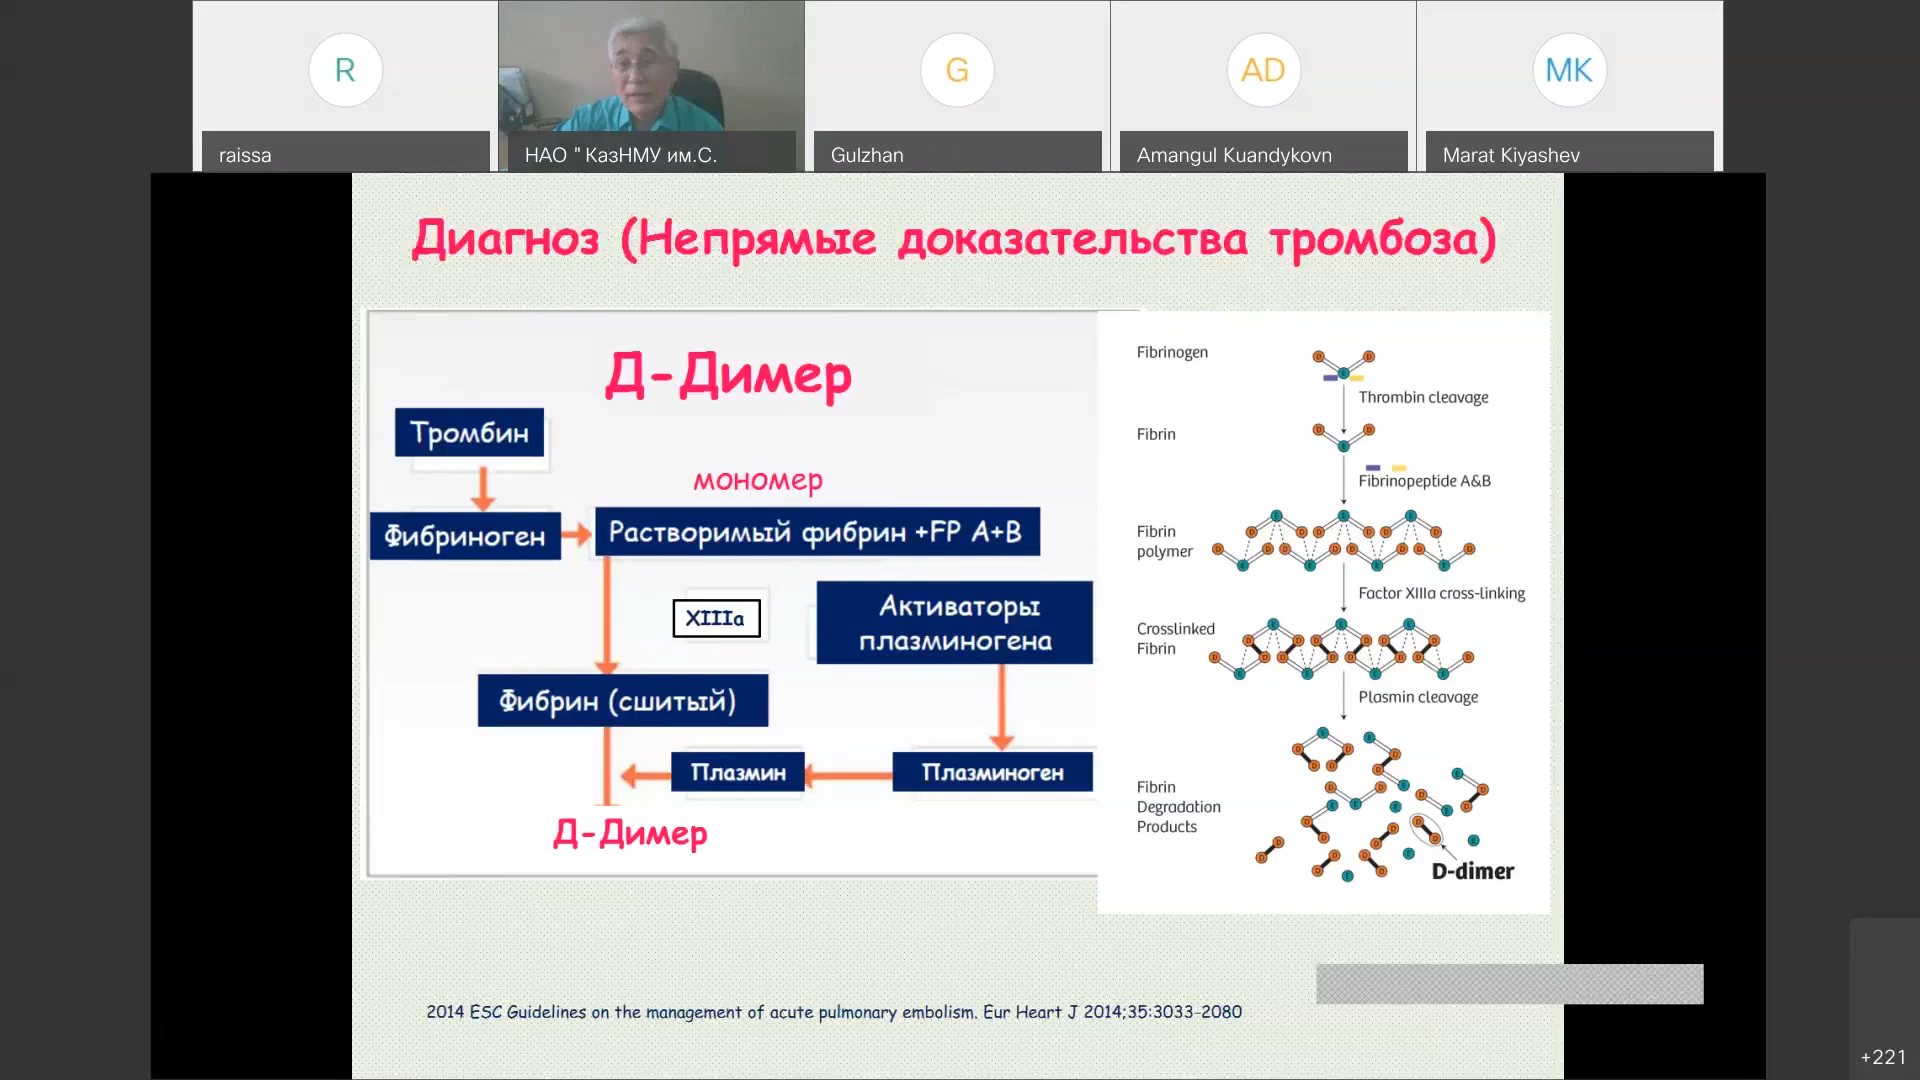 R
G
AD
MK
raissa
НАО " КазНМУ им.С.
Gulzhan
Amangul Kuandykovn
Marat Kiyashev
Диагноз (Непрямые доказательства тромбоза)
Д-Димер
Тромбин
мономер
Фибриноген
Растворимый фибрин +FP A+B
XIIIa
Активаторы
плазминогена
Фибрин (сшитый)
Плазмин
Плазминоген
Д-Димер
Fibrinogen
Thrombin cleavage
Fibrin
Fibrinopeptide A&B
Fibrin
polymer
Factor XIIIa cross-linking
Crosslinked
Fibrin
Plasmin cleavage
Fibrin
Degradation
Products
D-dimer
2014 ESC Guidelines on the management of acute pulmonary embolism. Eur Heart J 2014;35:3033-2080
+221